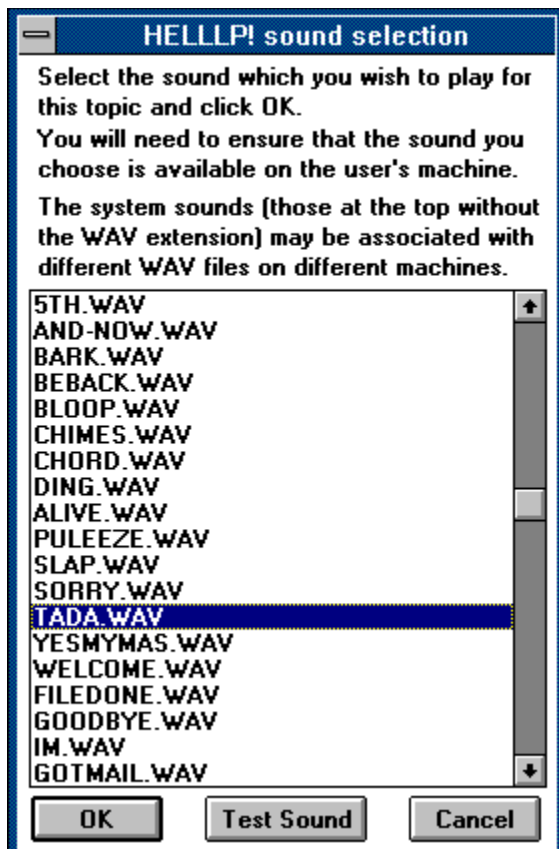 HELLLP! sound selection
Select the sound which you wish to play for
this topic and click OK.
You will need to ensure that the sound you
choose is available on the user's machine.
The system sounds (those at the top without
the WAV extension) may be associated with
different WAV files on different machines.
5TH.WAV
AND-NOW.WAV
BARK.WAV
BEBACK.WAV
BLOOP.WAV
CHIMES.WAV
CHORD.WAV
DING.WAV
ALIVE.WAV
PULEEZE.WAV
SLAP.WAV
SORRY.WAV
TADA.WAV
YESMYMAS.WAV
WELCOME.WAV
FILEDONE.WAV
GOODBYE.WAV
IM.WAV
GOTMAIL.WAV
OK Test Sound Cancel